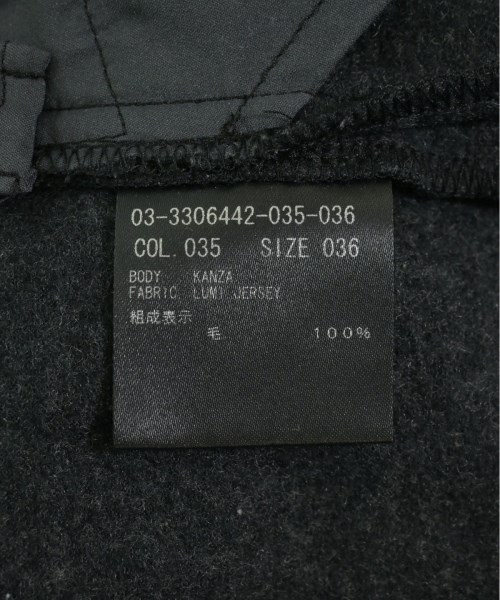 03-3306442-035-036
COL. 035 SIZE 036
BODY KANZA
FABRIC LUMI JERSEY
組成表示
毛 100%